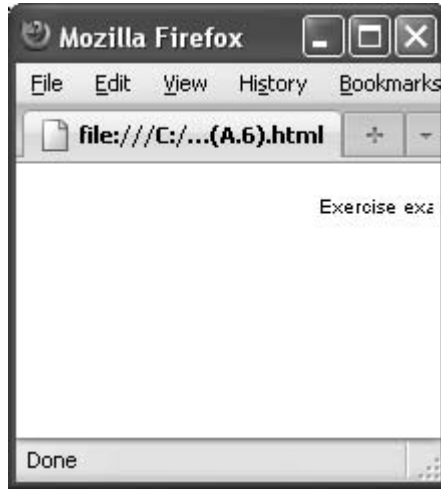 Mozilla Firefox
File Edit View History Bookmarks
file:///C:/...(A.6).html
Exercise exa
Done